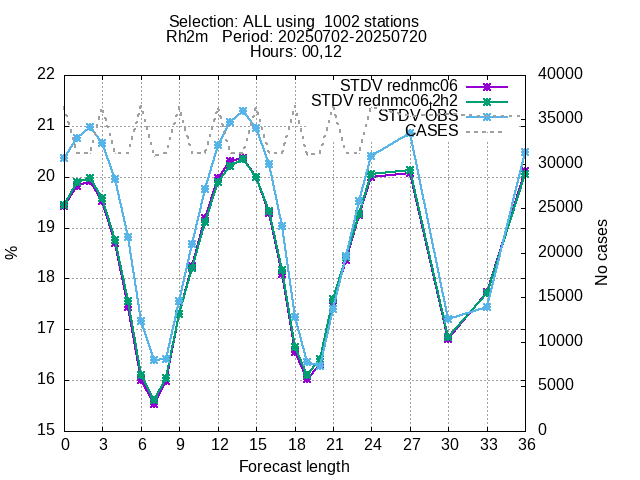 Selection: ALL using  1002 stations
Rh2m   Period: 20250702-20250720
Hours: 00,12
STDV rednmc06
STDV rednmc06,2h2
STDV OBS
CASES
22
21
20
19
18
17
16
15
40000
35000
30000
25000
20000
15000
10000
5000
0
%
No cases
0 3 6 9 12 15 18 21 24 27 30 33 36
Forecast length